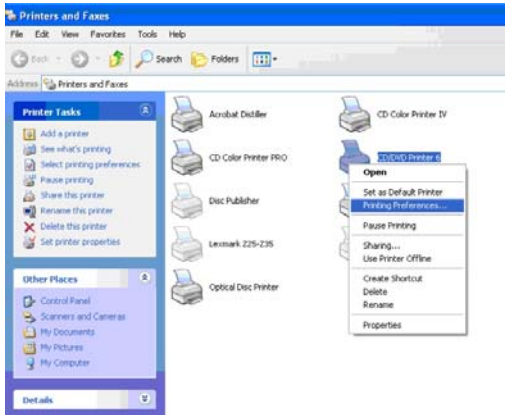 Printers and Faxes
File Edit View Favorites Tools Help
Back Search Folders
Address Printers and Faxes
Printer Tasks
Add a printer
See what's printing
Select printing preferences
Pause printing
Share this printer
Rename this printer
Delete this printer
Set printer properties
Other Places
Control Panel
Scanners and Cameras
My Documents
My Pictures
My Computer
Details
Acrobat Distiller
CD Color Printer IV
CD Color Printer PRO
CD/DVD Printer 6
Disc Publisher
Lexmark Z25-Z35
Optical Disc Printer
Open
Set as Default Printer
Printing Preferences...
Pause Printing
Sharing...
Use Printer Offline
Create Shortcut
Delete
Rename
Properties